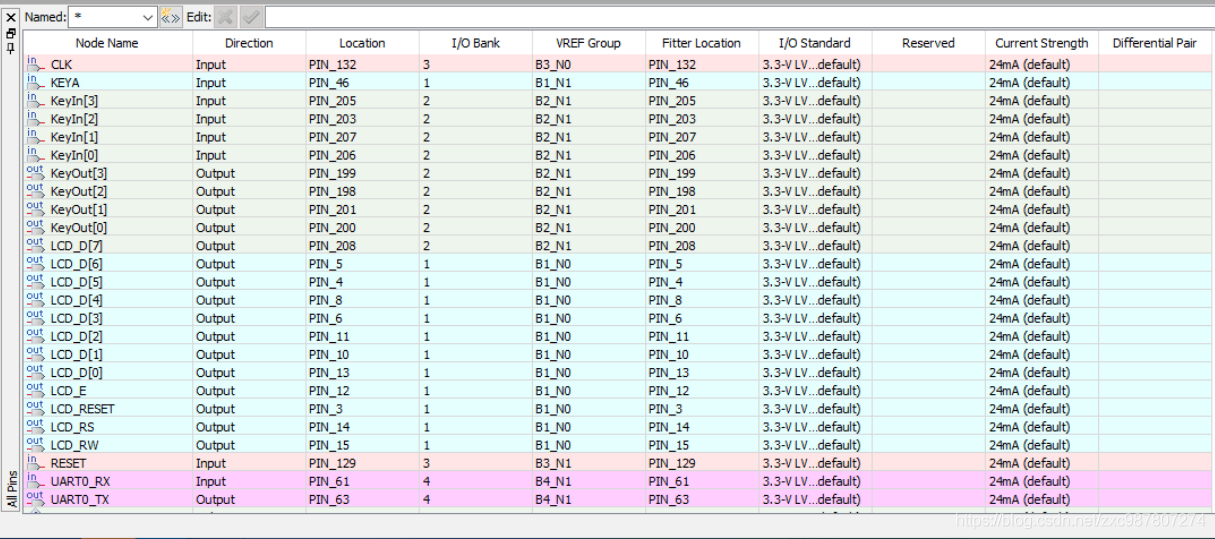 Named: * Edit:
Node Name Direction Location I/O Bank VREF Group Fitter Location I/O Standard Reserved Current Strength Differential Pair
in CLK Input PIN_132 3 B3_N0 PIN_132 3.3-V LV...default) 24mA (default)
in KEYA Input PIN_46 1 B1_N1 PIN_46 3.3-V LV...default) 24mA (default)
in KeyIn[3] Input PIN_205 2 B2_N1 PIN_205 3.3-V LV...default) 24mA (default)
in KeyIn[2] Input PIN_203 2 B2_N1 PIN_203 3.3-V LV...default) 24mA (default)
in KeyIn[1] Input PIN_207 2 B2_N1 PIN_207 3.3-V LV...default) 24mA (default)
in KeyIn[0] Input PIN_206 2 B2_N1 PIN_206 3.3-V LV...default) 24mA (default)
out KeyOut[3] Output PIN_199 2 B2_N1 PIN_199 3.3-V LV...default) 24mA (default)
out KeyOut[2] Output PIN_198 2 B2_N1 PIN_198 3.3-V LV...default) 24mA (default)
out KeyOut[1] Output PIN_201 2 B2_N1 PIN_201 3.3-V LV...default) 24mA (default)
out KeyOut[0] Output PIN_200 2 B2_N1 PIN_200 3.3-V LV...default) 24mA (default)
out LCD_D[7] Output PIN_208 2 B2_N1 PIN_208 3.3-V LV...default) 24mA (default)
out LCD_D[6] Output PIN_5 1 B1_N0 PIN_5 3.3-V LV...default) 24mA (default)
out LCD_D[5] Output PIN_4 1 B1_N0 PIN_4 3.3-V LV...default) 24mA (default)
out LCD_D[4] Output PIN_8 1 B1_N0 PIN_8 3.3-V LV...default) 24mA (default)
out LCD_D[3] Output PIN_6 1 B1_N0 PIN_6 3.3-V LV...default) 24mA (default)
out LCD_D[2] Output PIN_11 1 B1_N0 PIN_11 3.3-V LV...default) 24mA (default)
out LCD_D[1] Output PIN_10 1 B1_N0 PIN_10 3.3-V LV...default) 24mA (default)
out LCD_D[0] Output PIN_13 1 B1_N0 PIN_13 3.3-V LV...default) 24mA (default)
out LCD_E Output PIN_12 1 B1_N0 PIN_12 3.3-V LV...default) 24mA (default)
out LCD_RESET Output PIN_3 1 B1_N0 PIN_3 3.3-V LV...default) 24mA (default)
out LCD_RS Output PIN_14 1 B1_N0 PIN_14 3.3-V LV...default) 24mA (default)
out LCD_RW Output PIN_15 1 B1_N0 PIN_15 3.3-V LV...default) 24mA (default)
in RESET Input PIN_129 3 B3_N1 PIN_129 3.3-V LV...default) 24mA (default)
in UART0_RX Input PIN_61 4 B4_N1 PIN_61 3.3-V LV...default) 24mA (default)
out UART0_TX Output PIN_63 4 B4_N1 PIN_63 3.3-V LV...default) 24mA (default)
All Pins
https://blog.csdn.net/zxc987807274